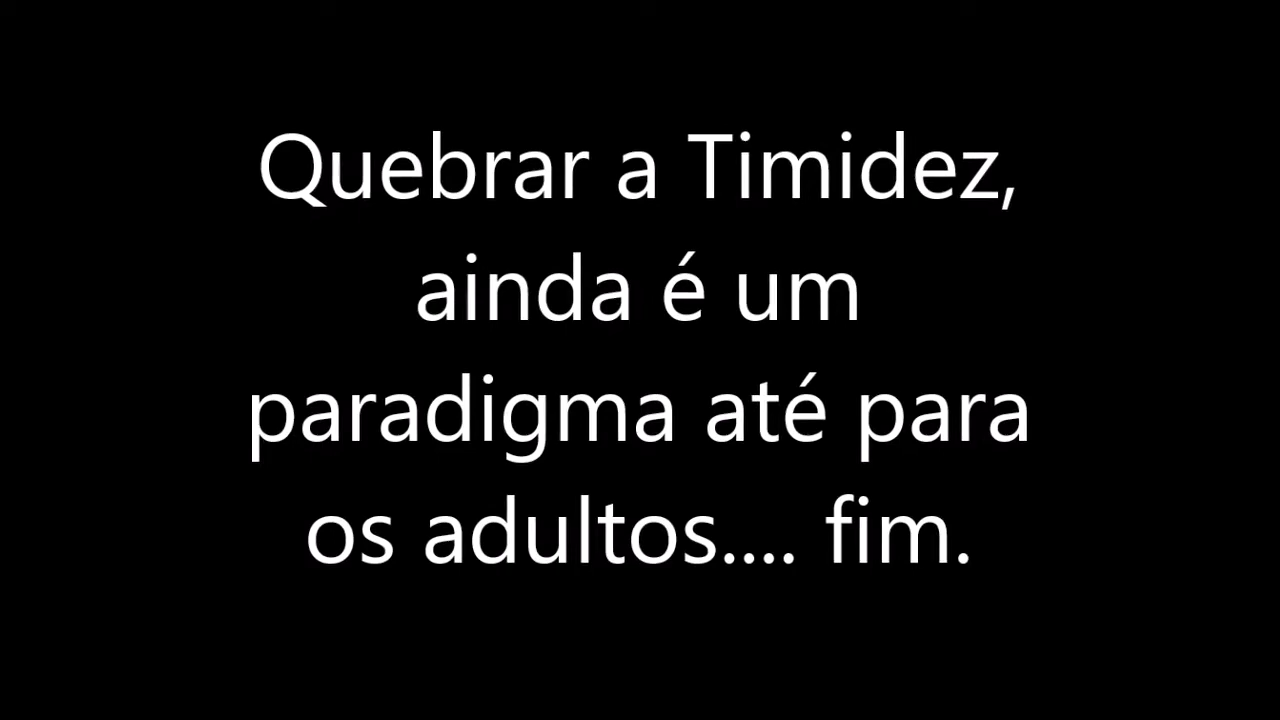 Quebrar a Timidez,
ainda é um
paradigma até para
os adultos.... fim.